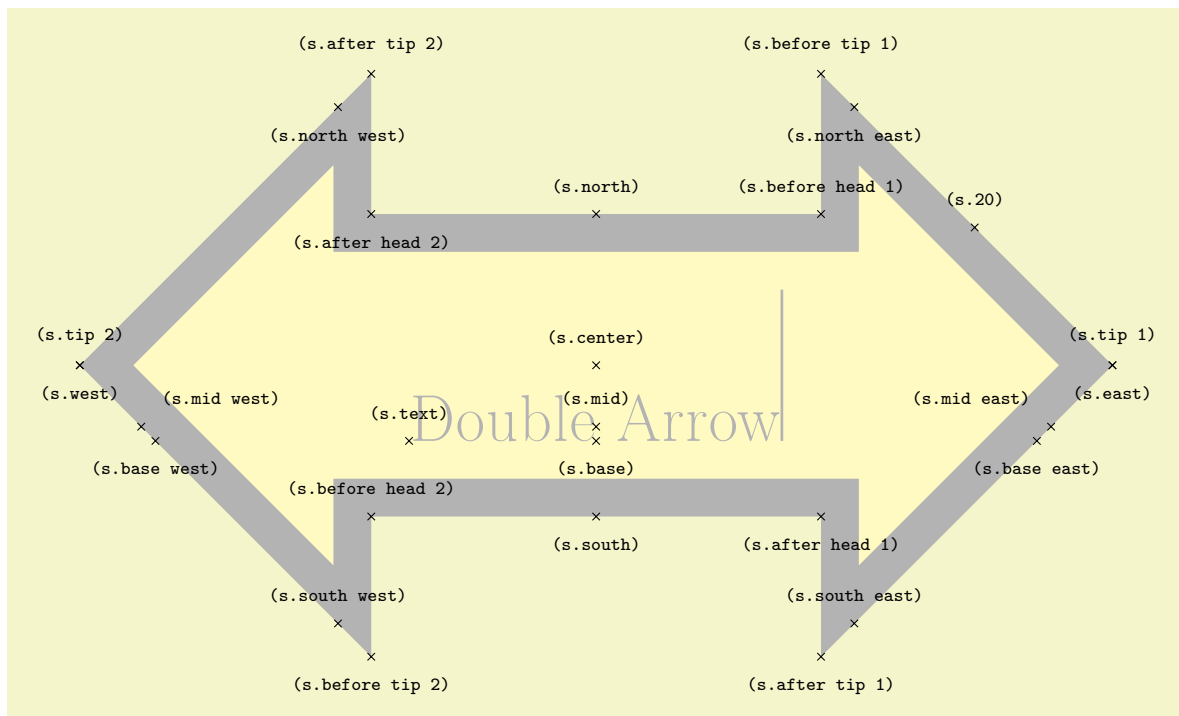 (s.after tip 2) (s.before tip 1)
(s.north west) (s.north east)
(s.north) (s.before head 1)
(s.20)
(s.after head 2)
(s.tip 2) (s.center) (s.tip 1)
(s.west) (s.mid west) (s.mid) (s.mid east) (s.east)
(s.text)
Double Arrow
(s.base west) (s.base) (s.base east)
(s.before head 2)
(s.south) (s.after head 1)
(s.south west) (s.south east)
(s.before tip 2) (s.after tip 1)